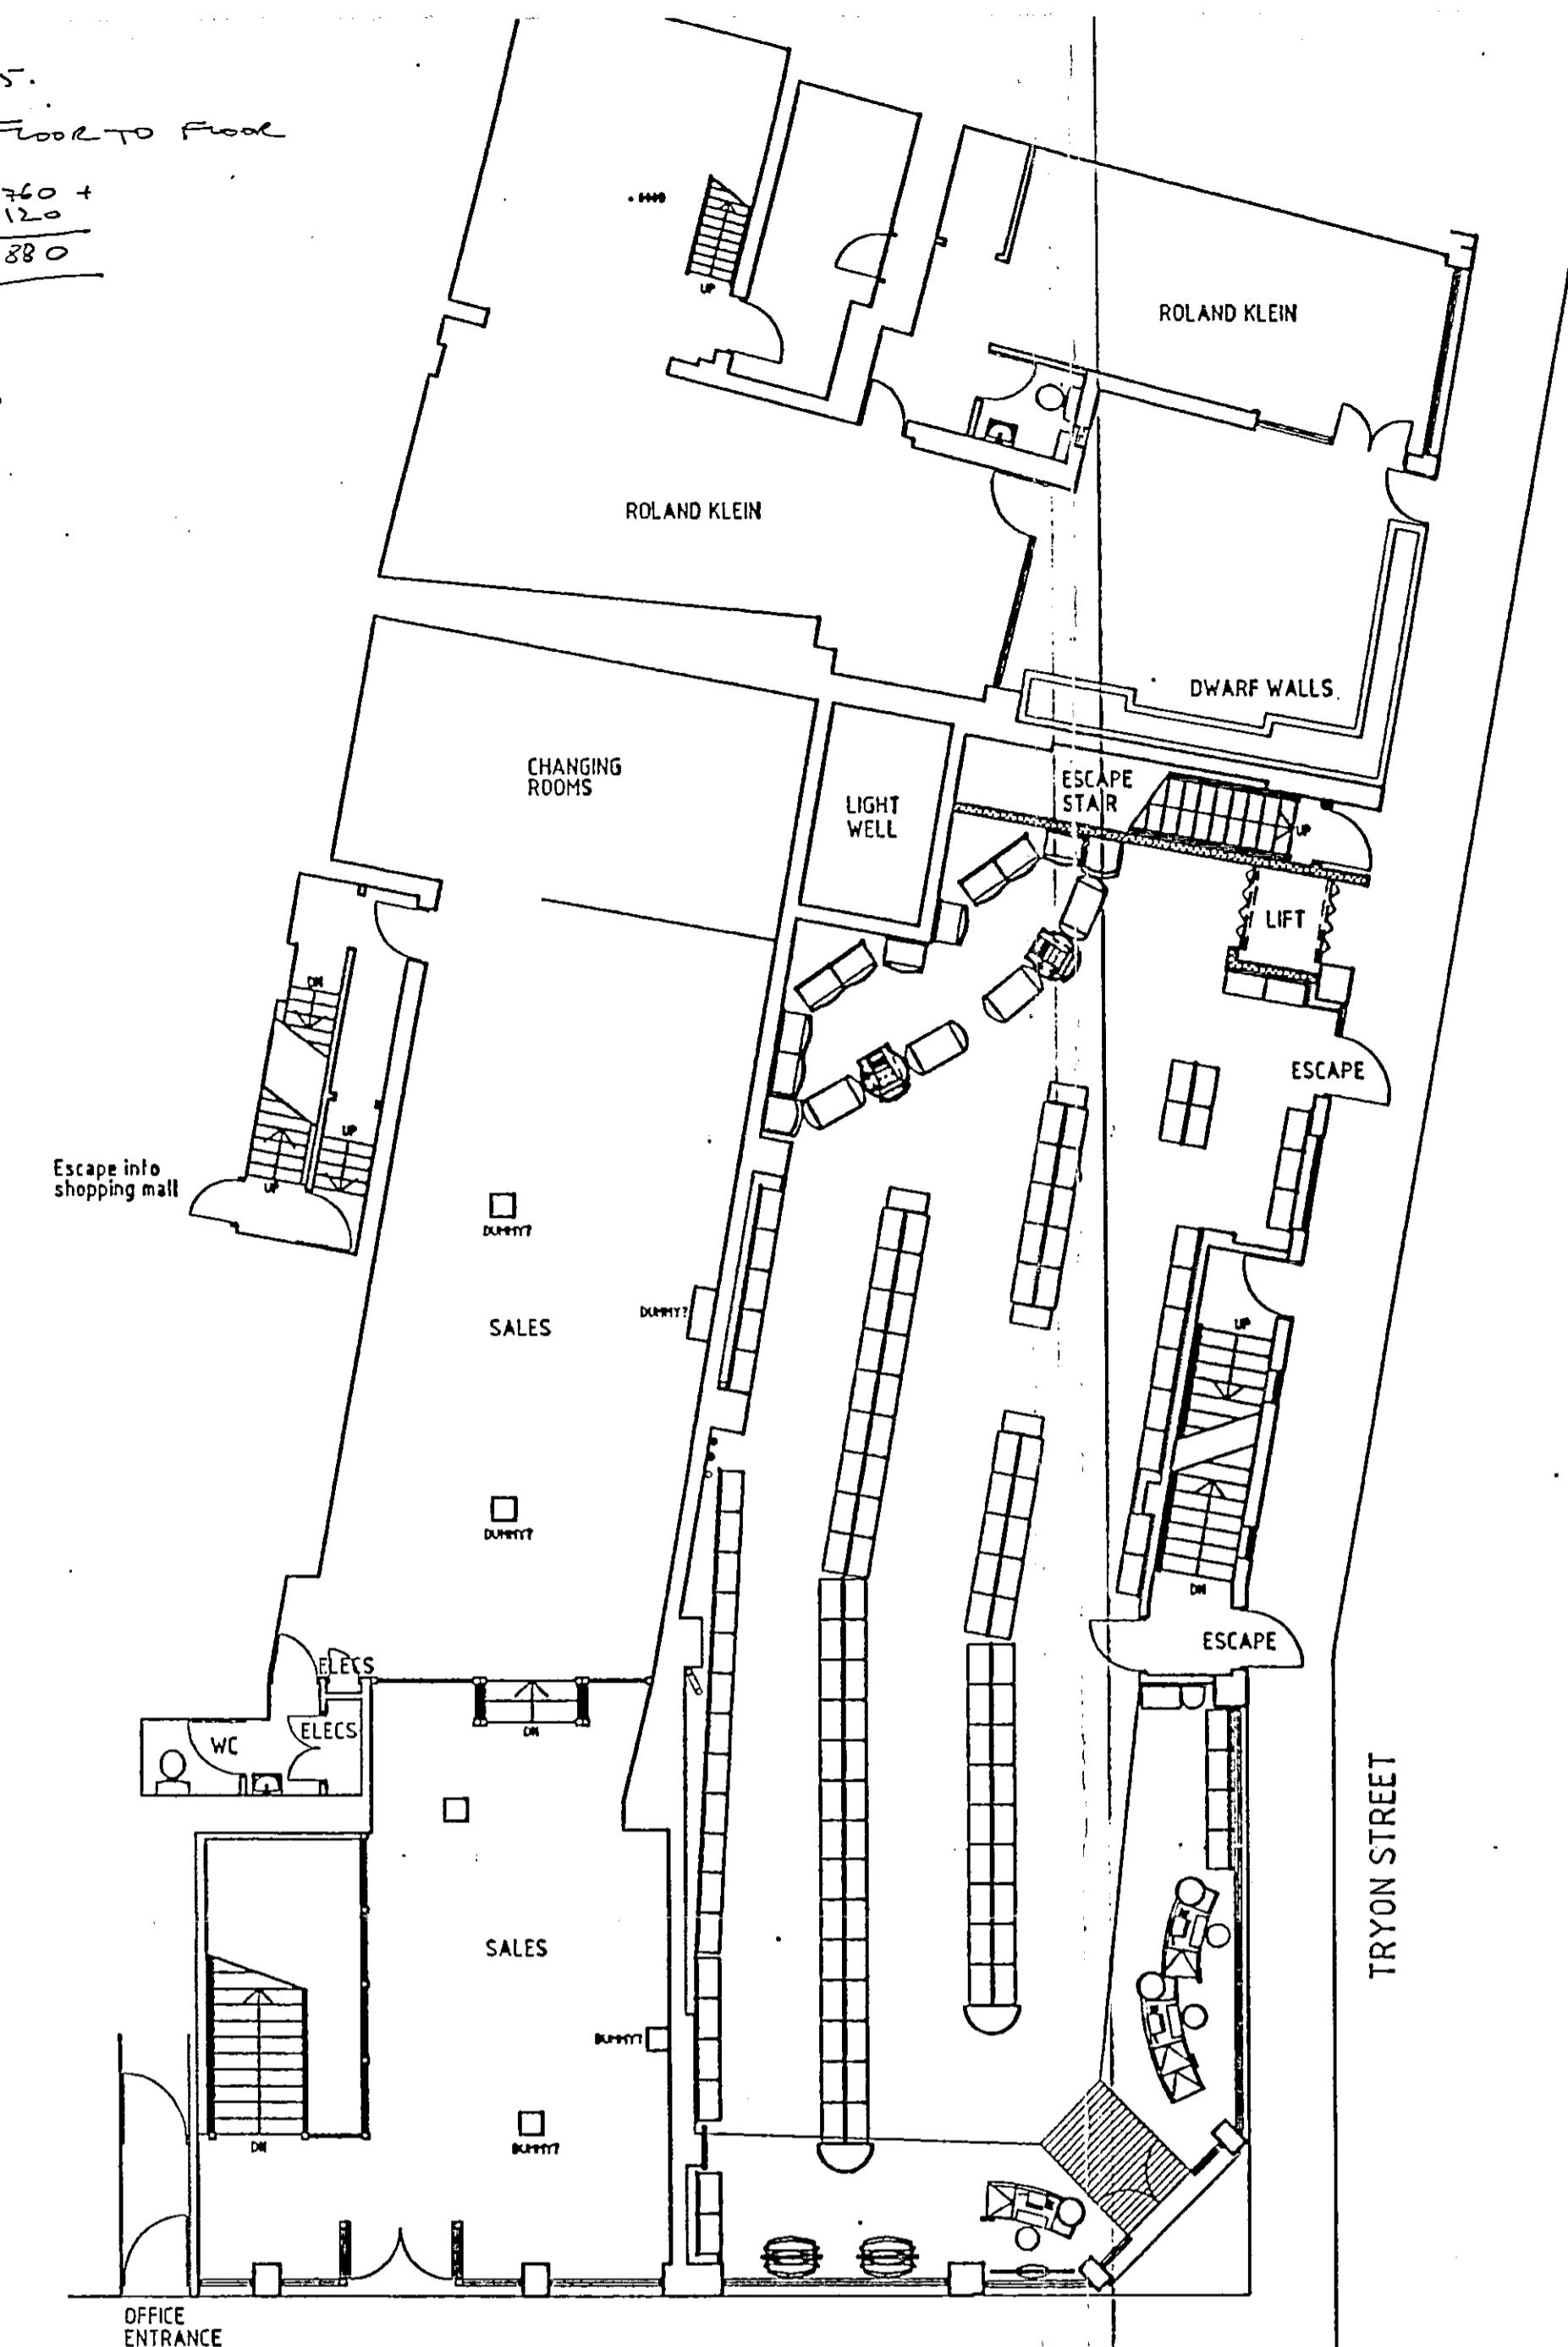 5.
FLOOR TO FLOOR
760 +
120
880
UP
ROLAND KLEIN
ROLAND KLEIN
DWARF WALLS
CHANGING
ROOMS
LIGHT
WELL
ESCAPE
STAIR
UP
LIFT
DN
ESCAPE
UP
Escape into
shopping mall
UP
DUMMY?
DUMMY?
SALES
UP
DUMMY?
DN
ESCAPE
ELECS
ELECS
WC
DN
TRYON STREET
SALES
DUMMY?
DUMMY?
DN
OFFICE
ENTRANCE